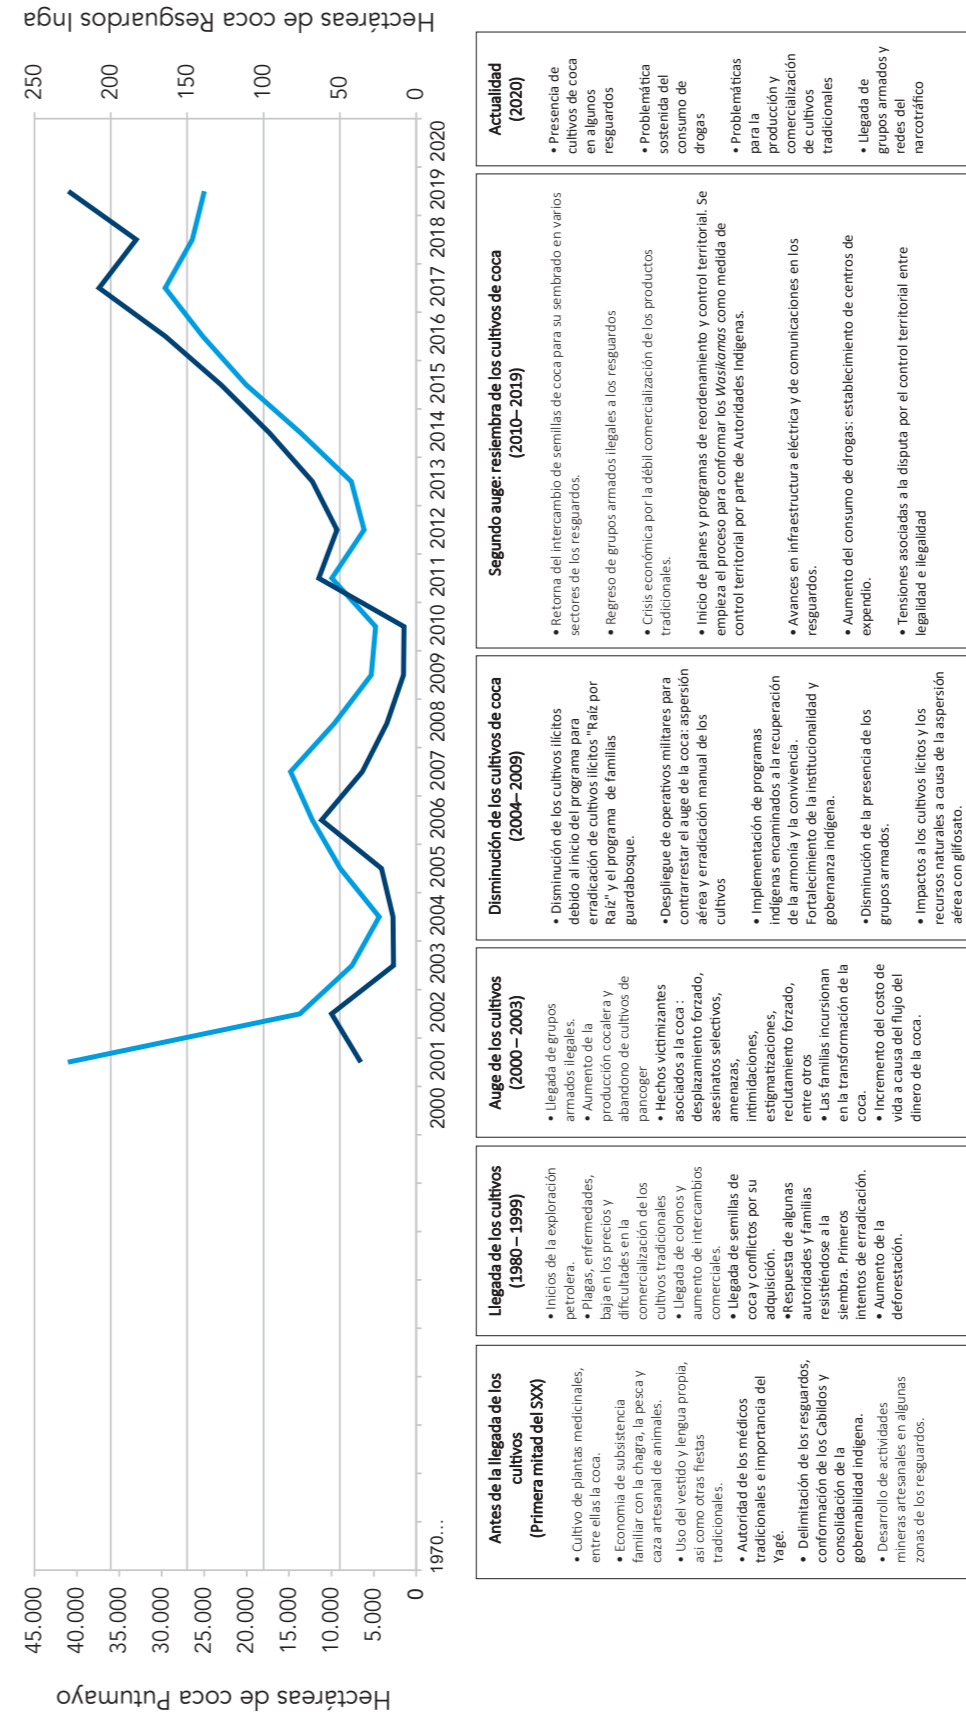 Hectáreas de coca Putumayo
45.000
40.000
35.000
30.000
25.000
20.000
15.000
10.000
5.000
0
1970...
2000
2001
2002
2003
2004
2005
2006
2007
2008
2009
2010
2011
2012
2013
2014
2015
2016
2017
2018
2019
2020
250
200
150
100
50
0
Hectáreas de coca Resguardos Inga
Antes de la llegada de los
cultivos
(Primera mitad del SXX)
• Cultivo de plantas medicinales,
entre ellas la coca.
• Economía de subsistencia
familiar con la chagra, la pesca y
caza artesanal de animales.
• Uso del vestido y lengua propia,
así como otras fiestas
tradicionales.
• Autoridad de los médicos
tradicionales e importancia del
Yagé.
• Delimitación de los resguardos,
conformación de los Cabildos y
consolidación de la
gobernabilidad indígena.
• Desarrollo de actividades
mineras artesanales en algunas
zonas de los resguardos.
Llegada de los cultivos
(1980 – 1999)
• Inicios de la exploración
petrolera.
• Plagas, enfermedades,
baja en los precios y
dificultades en la
comercialización de los
cultivos tradicionales
• Llegada de colonos y
aumento de intercambios
comerciales.
• Llegada de semillas de
coca y conflictos por su
adquisición.
•Respuesta de algunas
autoridades y familias
resistiéndose a la
siembra. Primeros
intentos de erradicación.
• Aumento de la
deforestación.
Auge de los cultivos
(2000 – 2003)
• Llegada de grupos
armados ilegales.
• Aumento de la
producción cocalera y
abandono de cultivos de
pancoger
• Hechos victimizantes
asociados a la coca :
desplazamiento forzado,
asesinatos selectivos,
amenazas,
intimidaciones,
estigmatizaciones,
reclutamiento forzado,
entre otros
• Las familias incursionan
en la transformación de la
coca.
• Incremento del costo de
vida a causa del flujo del
dinero de la coca.
Disminución de los cultivos de coca
(2004– 2009)
• Disminución de los cultivos ilícitos
debido al inicio del programa para
erradicación de cultivos ilícitos "Raíz por
Raíz" y el programa de familias
guardabosque.
• Despliegue de operativos militares para
contrarrestar el auge de la coca: aspersión
aérea y erradicación manual de los
cultivos
• Implementación de programas
indígenas encaminados a la recuperación
de la armonía y la convivencia.
Fortalecimiento de la institucionalidad y
gobernanza indígena.
•Disminución de la presencia de los
grupos armados.
• Impactos a los cultivos lícitos y los
recursos naturales a causa de la aspersión
aérea con glifosato.
Segundo auge: resiembra de los cultivos de coca
(2010– 2019)
• Retorna del intercambio de semillas de coca para su sembrado en varios
sectores de los resguardos.
• Regreso de grupos armados ilegales a los resguardos
• Crisis económica por la débil comercialización de los productos
tradicionales.
• Inicio de planes y programas de reordenamiento y control territorial. Se
empieza el proceso para conformar los Wasikamas como medida de
control territorial por parte de Autoridades Indígenas.
• Avances en infraestructura eléctrica y de comunicaciones en los
resguardos.
• Aumento del consumo de drogas: establecimiento de centros de
expendio.
• Tensiones asociadas a la disputa por el control territorial entre
legalidad e ilegalidad
Actualidad
(2020)
• Presencia de
cultivos de coca
en algunos
resguardos
• Problemática
sostenida del
consumo de
drogas
• Problemáticas
para la
producción y
comercialización
de cultivos
tradicionales
• Llegada de
grupos armados y
redes del
narcotráfico